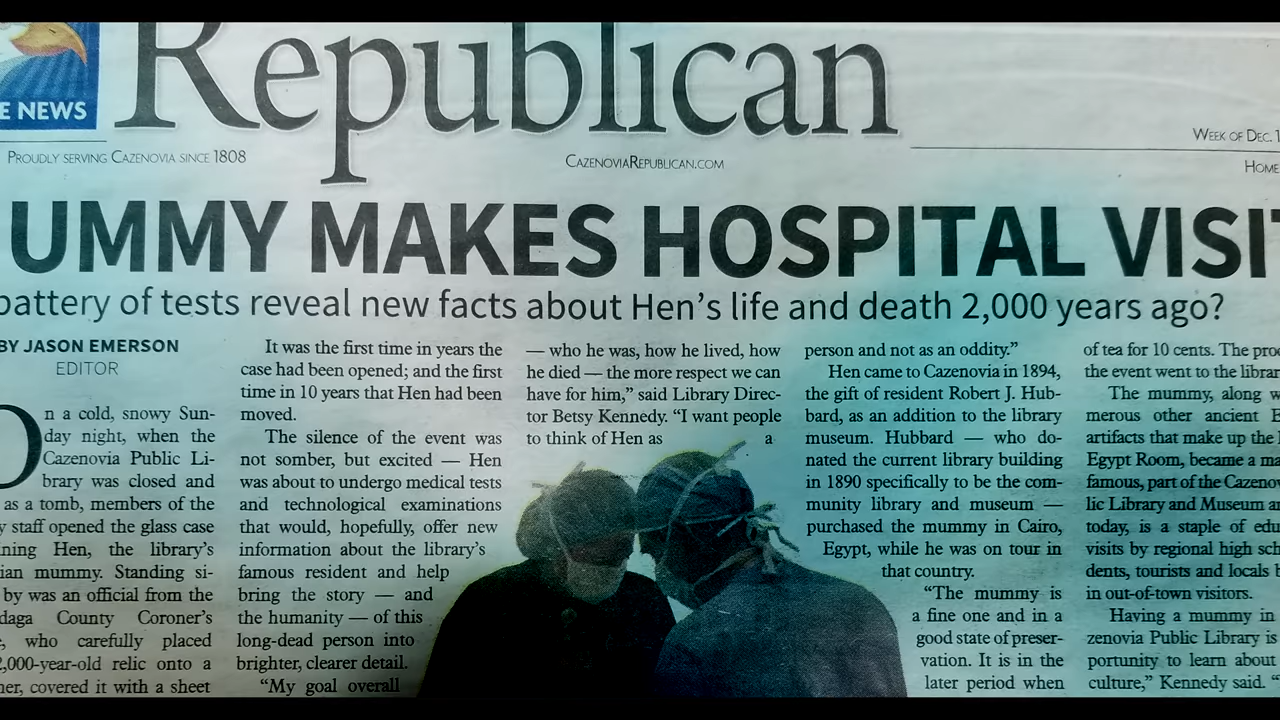 Republican
E NEWS
PROUDLY SERVING CAZENOVIA SINCE 1808
CAZENOVIAREPUBLICAN.COM
WEEK OF DEC. 1
HOME
UMMY MAKES HOSPITAL VISI
battery of tests reveal new facts about Hen's life and death 2,000 years ago?
BY JASON EMERSON
EDITOR
On a cold, snowy Sun-
day night, when the
Cazenovia Public Li-
brary was closed and
as a tomb, members of the
y staff opened the glass case
ning Hen, the library's
ian mummy. Standing si-
by was an official from the
daga County Coroner's
, who carefully placed
2,000-year-old relic onto a
ner, covered it with a sheet
It was the first time in years the
case had been opened; and the first
time in 10 years that Hen had been
moved.
The silence of the event was
not somber, but excited — Hen
was about to undergo medical tests
and technological examinations
that would, hopefully, offer new
information about the library's
famous resident and help
bring the story — and
the humanity — of this
long-dead person into
brighter, clearer detail.
"My goal overall
— who he was, how he lived, how
he died — the more respect we can
have for him," said Library Direc-
tor Betsy Kennedy. "I want people
to think of Hen as a
person and not as an oddity."
Hen came to Cazenovia in 1894,
the gift of resident Robert J. Hub-
bard, as an addition to the library
museum. Hubbard — who do-
nated the current library building
in 1890 specifically to be the com-
munity library and museum —
purchased the mummy in Cairo,
Egypt, while he was on tour in
that country.
"The mummy is
a fine one and in a
good state of preser-
vation. It is in the
later period when
of tea for 10 cents. The pro
the event went to the librar
The mummy, along w
merous other ancient E
artifacts that make up the
Egypt Room, became a ma
famous, part of the Cazeno
lic Library and Museum a
today, is a staple of edu
visits by regional high sch
dents, tourists and locals b
in out-of-town visitors.
Having a mummy in
zenovia Public Library is
portunity to learn about
culture," Kennedy said. "